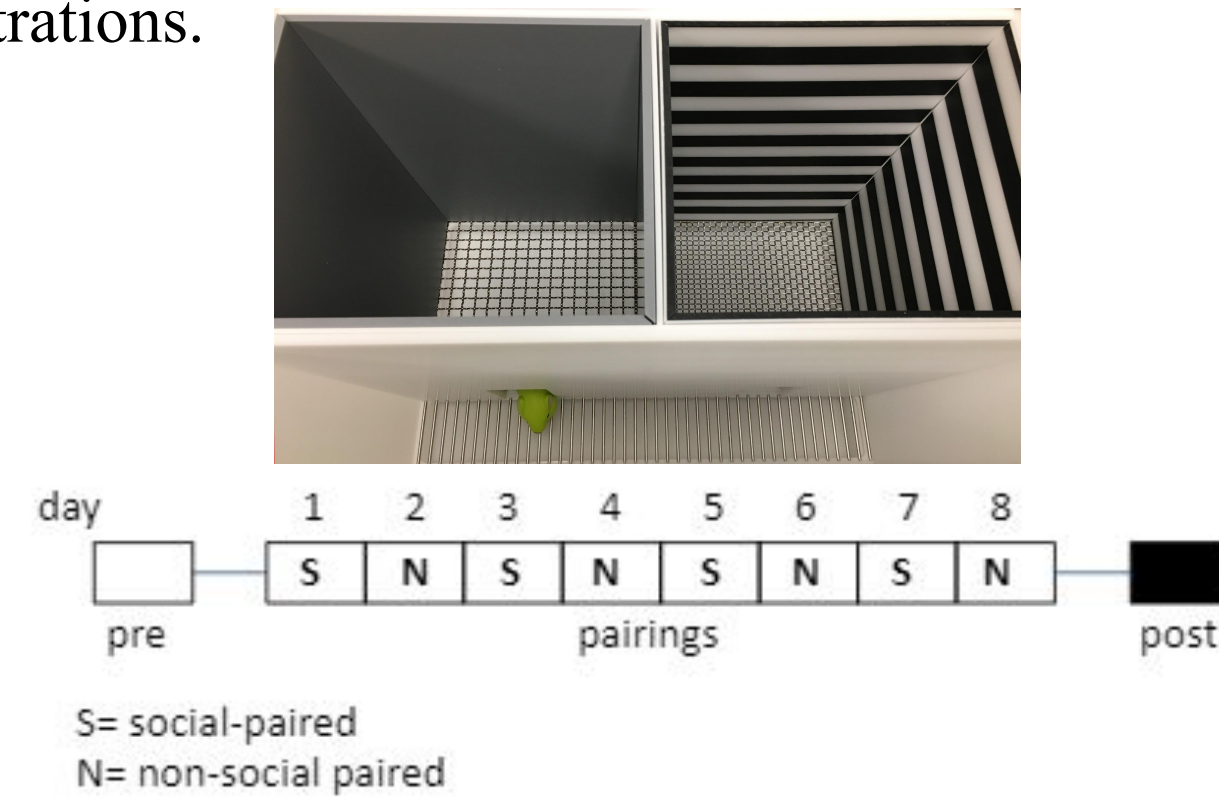 trations.
day 1 2 3 4 5 6 7 8
S N S N S N S N
pre pairings post
S= social-paired
N= non-social paired